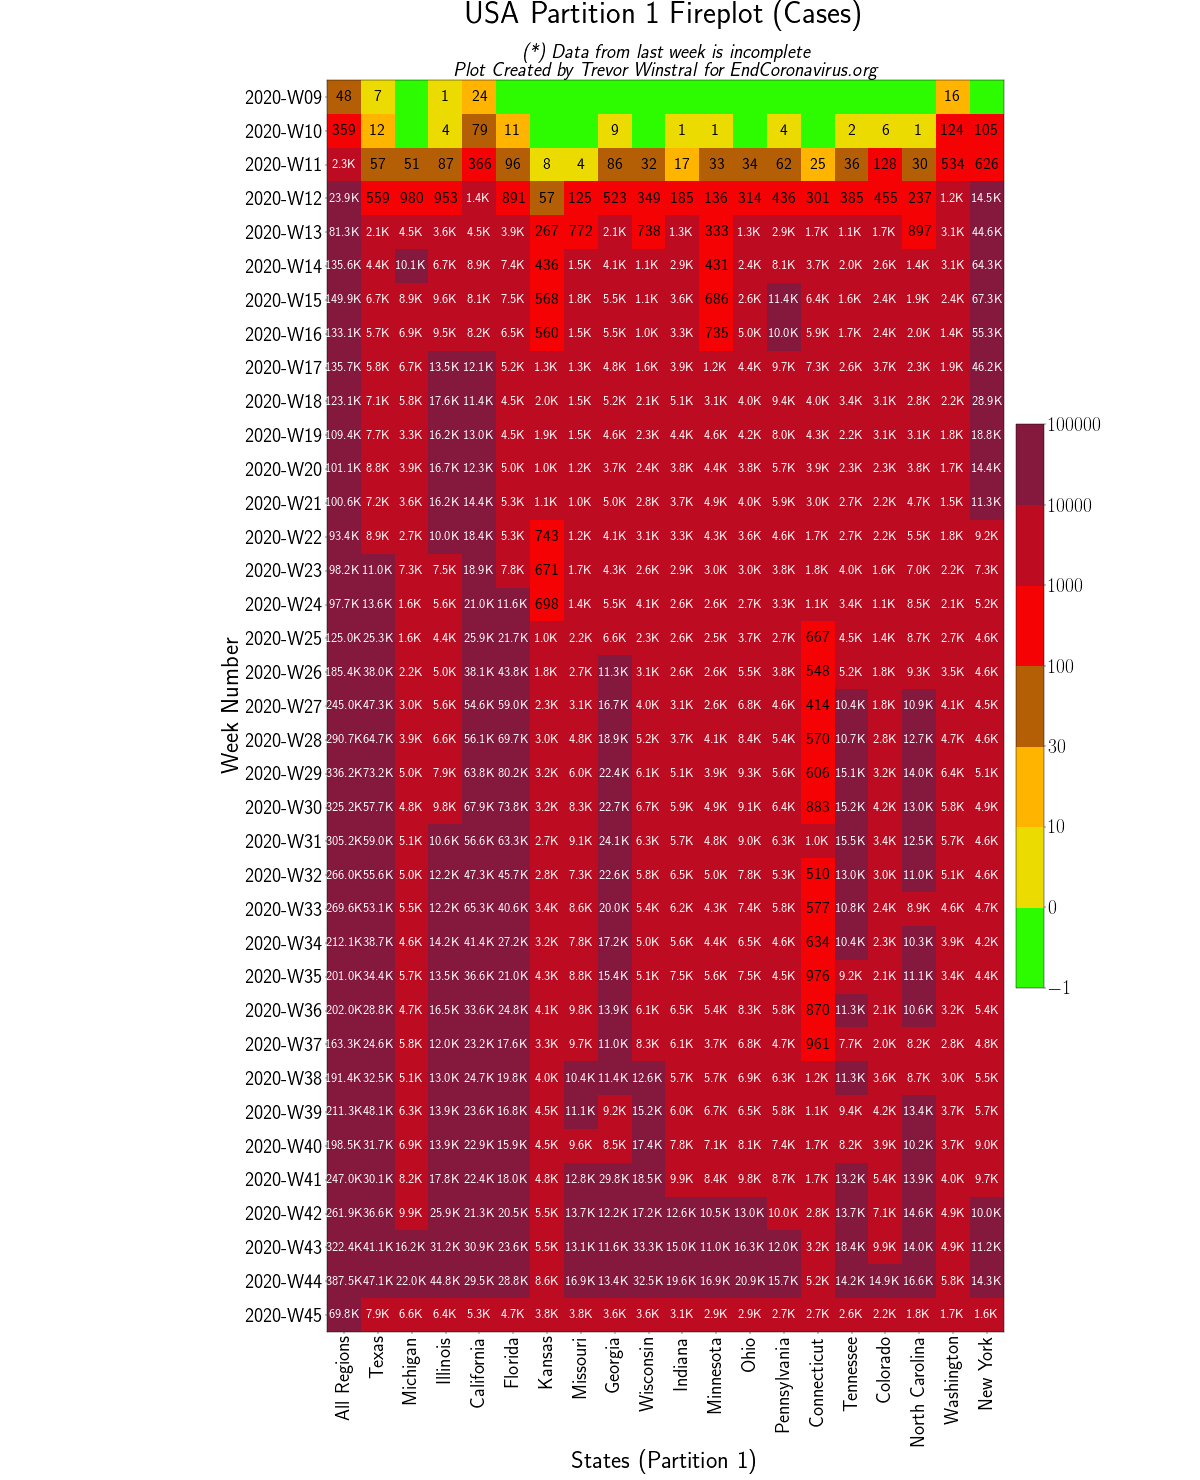 USA Partition 1 Fireplot (Cases)
(*) Data from last week is incomplete
Plot Created by Trevor Winstral for EndCoronavirus.org
2020-W09 48 7 1 24 16
2020-W10 359 12 4 79 11 9 1 1 4 2 6 1 124 105
2020-W11 2.3K 57 51 87 366 96 8 4 86 32 17 33 34 62 25 36 128 30 534 626
2020-W12 23.9K 559 980 953 1.4K 891 57 125 523 349 185 136 314 436 301 385 455 237 1.2K 14.5K
2020-W13 81.3K 2.1K 4.5K 3.6K 4.5K 3.9K 267 772 2.1K 738 1.3K 333 1.3K 2.9K 1.7K 1.1K 1.7K 897 3.1K 44.6K
2020-W14 135.6K 4.4K 10.1K 6.7K 8.9K 7.4K 436 1.5K 4.1K 1.1K 2.9K 431 2.4K 8.1K 3.7K 2.0K 2.6K 1.4K 3.1K 64.3K
2020-W15 149.9K 6.7K 8.9K 9.6K 8.1K 7.5K 568 1.8K 5.5K 1.1K 3.6K 686 2.6K 11.4K 6.4K 1.6K 2.4K 1.9K 2.4K 67.3K
2020-W16 133.1K 5.7K 6.9K 9.5K 8.2K 6.5K 560 1.5K 5.5K 1.0K 3.3K 735 5.0K 10.0K 5.9K 1.7K 2.4K 2.0K 1.4K 55.3K
2020-W17 135.7K 5.8K 6.7K 13.5K 12.1K 5.2K 1.3K 1.3K 4.8K 1.6K 3.9K 1.2K 4.4K 9.7K 7.3K 2.6K 3.7K 2.3K 1.9K 46.2K
2020-W18 123.1K 7.1K 5.8K 17.6K 11.4K 4.5K 2.0K 1.5K 5.2K 2.1K 5.1K 3.1K 4.0K 9.4K 4.0K 3.4K 3.1K 2.8K 2.2K 28.9K
2020-W19 109.4K 7.7K 3.3K 16.2K 13.0K 4.5K 1.9K 1.5K 4.6K 2.3K 4.4K 4.6K 4.2K 8.0K 4.3K 2.2K 3.1K 3.1K 1.8K 18.8K
2020-W20 101.1K 8.8K 3.9K 16.7K 12.3K 5.0K 1.0K 1.2K 3.7K 2.4K 3.8K 4.4K 3.8K 5.7K 3.9K 2.3K 2.3K 3.8K 1.7K 14.4K
2020-W21 100.6K 7.2K 3.6K 16.2K 14.4K 5.3K 1.1K 1.0K 5.0K 2.8K 3.7K 4.9K 4.0K 5.9K 3.0K 2.7K 2.2K 4.7K 1.5K 11.3K
2020-W22 93.4K 8.9K 2.7K 10.0K 18.4K 5.3K 743 1.2K 4.1K 3.1K 3.3K 4.3K 3.6K 4.6K 1.7K 2.7K 2.2K 5.5K 1.8K 9.2K
2020-W23 98.2K 11.0K 7.3K 7.5K 18.9K 7.8K 671 1.7K 4.3K 2.6K 2.9K 3.0K 3.0K 3.8K 1.8K 4.0K 1.6K 7.0K 2.2K 7.3K
2020-W24 97.7K 13.6K 1.6K 5.6K 21.0K 11.6K 698 1.4K 5.5K 4.1K 2.6K 2.6K 2.7K 3.3K 1.1K 3.4K 1.1K 8.5K 2.1K 5.2K
2020-W25 125.0K 25.3K 1.6K 4.4K 25.9K 21.7K 1.0K 2.2K 6.6K 2.3K 2.6K 2.5K 3.7K 2.7K 667 4.5K 1.4K 8.7K 2.7K 4.6K
2020-W26 185.4K 38.0K 2.2K 5.0K 38.1K 43.8K 1.8K 2.7K 11.3K 3.1K 2.6K 2.6K 5.5K 3.8K 548 5.2K 1.8K 9.3K 3.5K 4.6K
2020-W27 245.0K 47.3K 3.0K 5.6K 54.6K 59.0K 2.3K 3.1K 16.7K 4.0K 3.1K 2.6K 6.8K 4.6K 414 10.4K 1.8K 10.9K 4.1K 4.5K
2020-W28 290.7K 64.7K 3.9K 6.6K 56.1K 69.7K 3.0K 4.8K 18.9K 5.2K 3.7K 4.1K 8.4K 5.4K 570 10.7K 2.8K 12.7K 4.7K 4.6K
2020-W29 336.2K 73.2K 5.0K 7.9K 63.8K 80.2K 3.2K 6.0K 22.4K 6.1K 5.1K 3.9K 9.3K 5.6K 606 15.1K 3.2K 14.0K 6.4K 5.1K
2020-W30 325.2K 57.7K 4.8K 9.8K 67.9K 73.8K 3.2K 8.3K 22.7K 6.7K 5.9K 4.9K 9.1K 6.4K 883 15.2K 4.2K 13.0K 5.8K 4.9K
2020-W31 305.2K 59.0K 5.1K 10.6K 56.6K 63.3K 2.7K 9.1K 24.1K 6.3K 5.7K 4.8K 9.0K 6.3K 1.0K 15.5K 3.4K 12.5K 5.7K 4.6K
2020-W32 266.0K 55.6K 5.0K 12.2K 47.3K 45.7K 2.8K 7.3K 22.6K 5.8K 6.5K 5.0K 7.8K 5.3K 510 13.0K 3.0K 11.0K 5.1K 4.6K
2020-W33 269.6K 53.1K 5.5K 12.2K 65.3K 40.6K 3.4K 8.6K 20.0K 5.4K 6.2K 4.3K 7.4K 5.8K 577 10.8K 2.4K 8.9K 4.6K 4.7K
2020-W34 212.1K 38.7K 4.6K 14.2K 41.4K 27.2K 3.2K 7.8K 17.2K 5.0K 5.6K 4.4K 6.5K 4.6K 634 10.4K 2.3K 10.3K 3.9K 4.2K
2020-W35 201.0K 34.4K 5.7K 13.5K 36.6K 21.0K 4.3K 8.8K 15.4K 5.1K 7.5K 5.6K 7.5K 4.5K 976 9.2K 2.1K 11.1K 3.4K 4.4K
2020-W36 202.0K 28.8K 4.7K 16.5K 33.6K 24.8K 4.1K 9.8K 13.9K 6.1K 6.5K 5.4K 8.3K 5.8K 870 11.3K 2.1K 10.6K 3.2K 5.4K
2020-W37 163.3K 24.6K 5.8K 12.0K 23.2K 17.6K 3.3K 9.7K 11.0K 8.3K 6.1K 3.7K 6.8K 4.7K 961 7.7K 2.0K 8.2K 2.8K 4.8K
2020-W38 191.4K 32.5K 5.1K 13.0K 24.7K 19.8K 4.0K 10.4K 11.4K 12.6K 5.7K 5.7K 6.9K 6.3K 1.2K 11.3K 3.6K 8.7K 3.0K 5.5K
2020-W39 211.3K 48.1K 6.3K 13.9K 23.6K 16.8K 4.5K 11.1K 9.2K 15.2K 6.0K 6.7K 6.5K 5.8K 1.1K 9.4K 4.2K 13.4K 3.7K 5.7K
2020-W40 198.5K 31.7K 6.9K 13.9K 22.9K 15.9K 4.5K 9.6K 8.5K 17.4K 7.8K 7.1K 8.1K 7.4K 1.7K 8.2K 3.9K 10.2K 3.7K 9.0K
2020-W41 247.0K 30.1K 8.2K 17.8K 22.4K 18.0K 4.8K 12.8K 29.8K 18.5K 9.9K 8.4K 9.8K 8.7K 1.7K 13.2K 5.4K 13.9K 4.0K 9.7K
2020-W42 261.9K 36.6K 9.9K 25.9K 21.3K 20.5K 5.5K 13.7K 12.2K 17.2K 12.6K 10.5K 13.0K 10.0K 2.8K 13.7K 7.1K 14.6K 4.9K 10.0K
2020-W43 322.4K 41.1K 16.2K 31.2K 30.9K 23.6K 5.5K 13.1K 11.6K 33.3K 15.0K 11.0K 16.3K 12.0K 3.2K 18.4K 9.9K 14.0K 4.9K 11.2K
2020-W44 387.5K 47.1K 22.0K 44.8K 29.5K 28.8K 8.6K 16.9K 13.4K 32.5K 19.6K 16.9K 20.9K 15.7K 5.2K 14.2K 14.9K 16.6K 5.8K 14.3K
2020-W45 69.8K 7.9K 6.6K 6.4K 5.3K 4.7K 3.8K 3.8K 3.6K 3.6K 3.1K 2.9K 2.9K 2.7K 2.7K 2.6K 2.2K 1.8K 1.7K 1.6K
Week Number
All Regions
Texas
Michigan
Illinois
California
Florida
Kansas
Missouri
Georgia
Wisconsin
Indiana
Minnesota
Ohio
Pennsylvania
Connecticut
Tennessee
Colorado
North Carolina
Washington
New York
States (Partition 1)
100000
10000
1000
100
30
10
0
−1